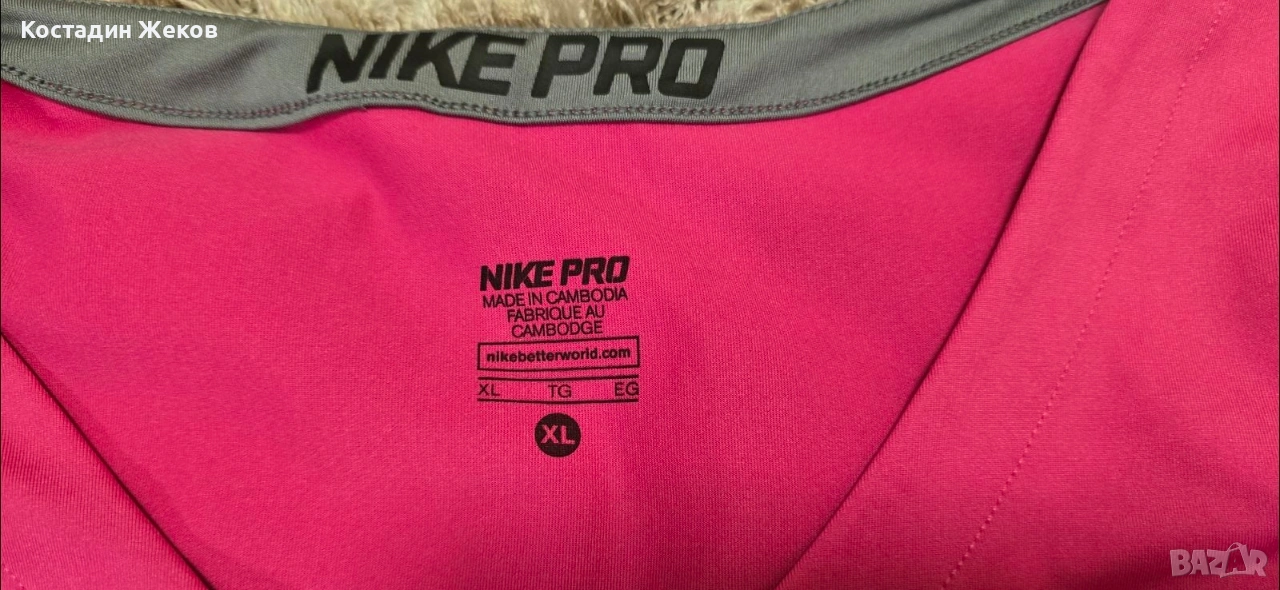 Костадин Жеков
NIKE PRO
NIKE PRO
MADE IN CAMBODIA
FABRIQUE AU
CAMBODGE
nikebetterworld.com
XL TG EG
XL
BAZAR